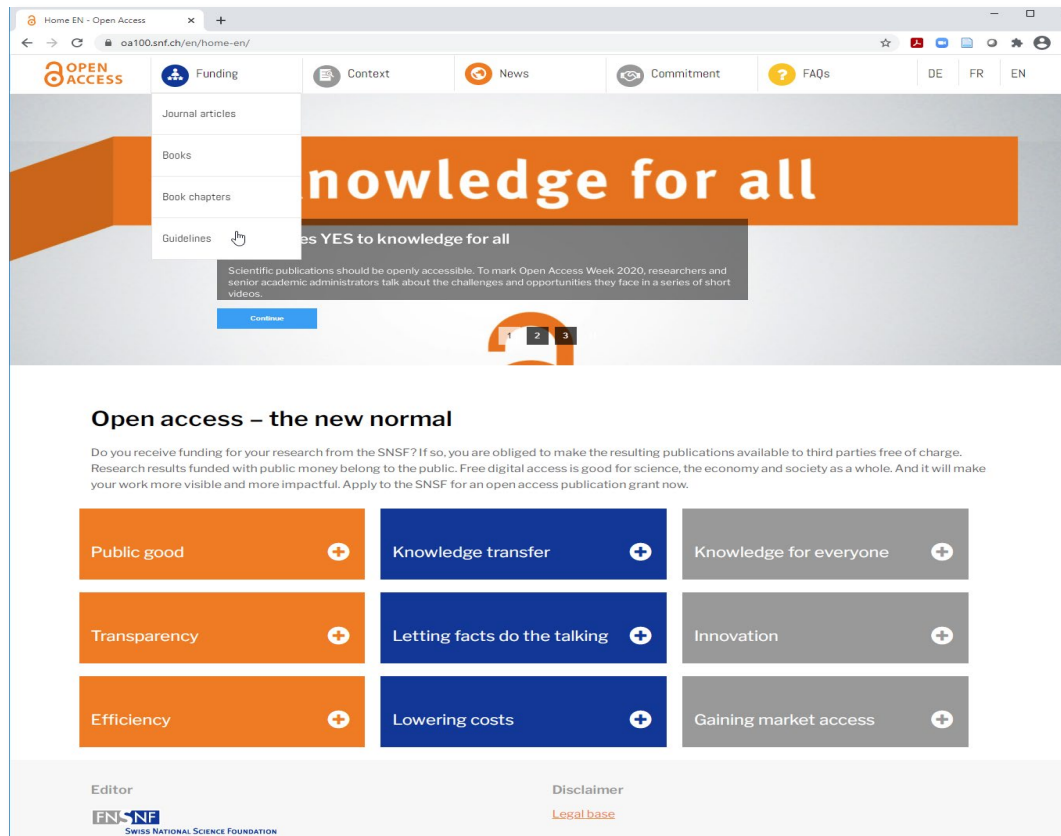 Home EN - Open Access
oa100.snf.ch/en/home-en/
OPEN ACCESS
Funding
Context
News
Commitment
FAQs
DE FR EN
Journal articles
Books
Book chapters
Guidelines
nowledge for all
es YES to knowledge for all
Scientific publications should be openly accessible. To mark Open Access Week 2020, researchers and
senior academic administrators talk about the challenges and opportunities they face in a series of short
videos.
Continue
1 2 3
Open access – the new normal
Do you receive funding for your research from the SNSF? If so, you are obliged to make the resulting publications available to third parties free of charge.
Research results funded with public money belong to the public. Free digital access is good for science, the economy and society as a whole. And it will make
your work more visible and more impactful. Apply to the SNSF for an open access publication grant now.
Public good
Knowledge transfer
Knowledge for everyone
Transparency
Letting facts do the talking
Innovation
Efficiency
Lowering costs
Gaining market access
Editor
Disclaimer
FNSNF
Legal base
SWISS NATIONAL SCIENCE FOUNDATION